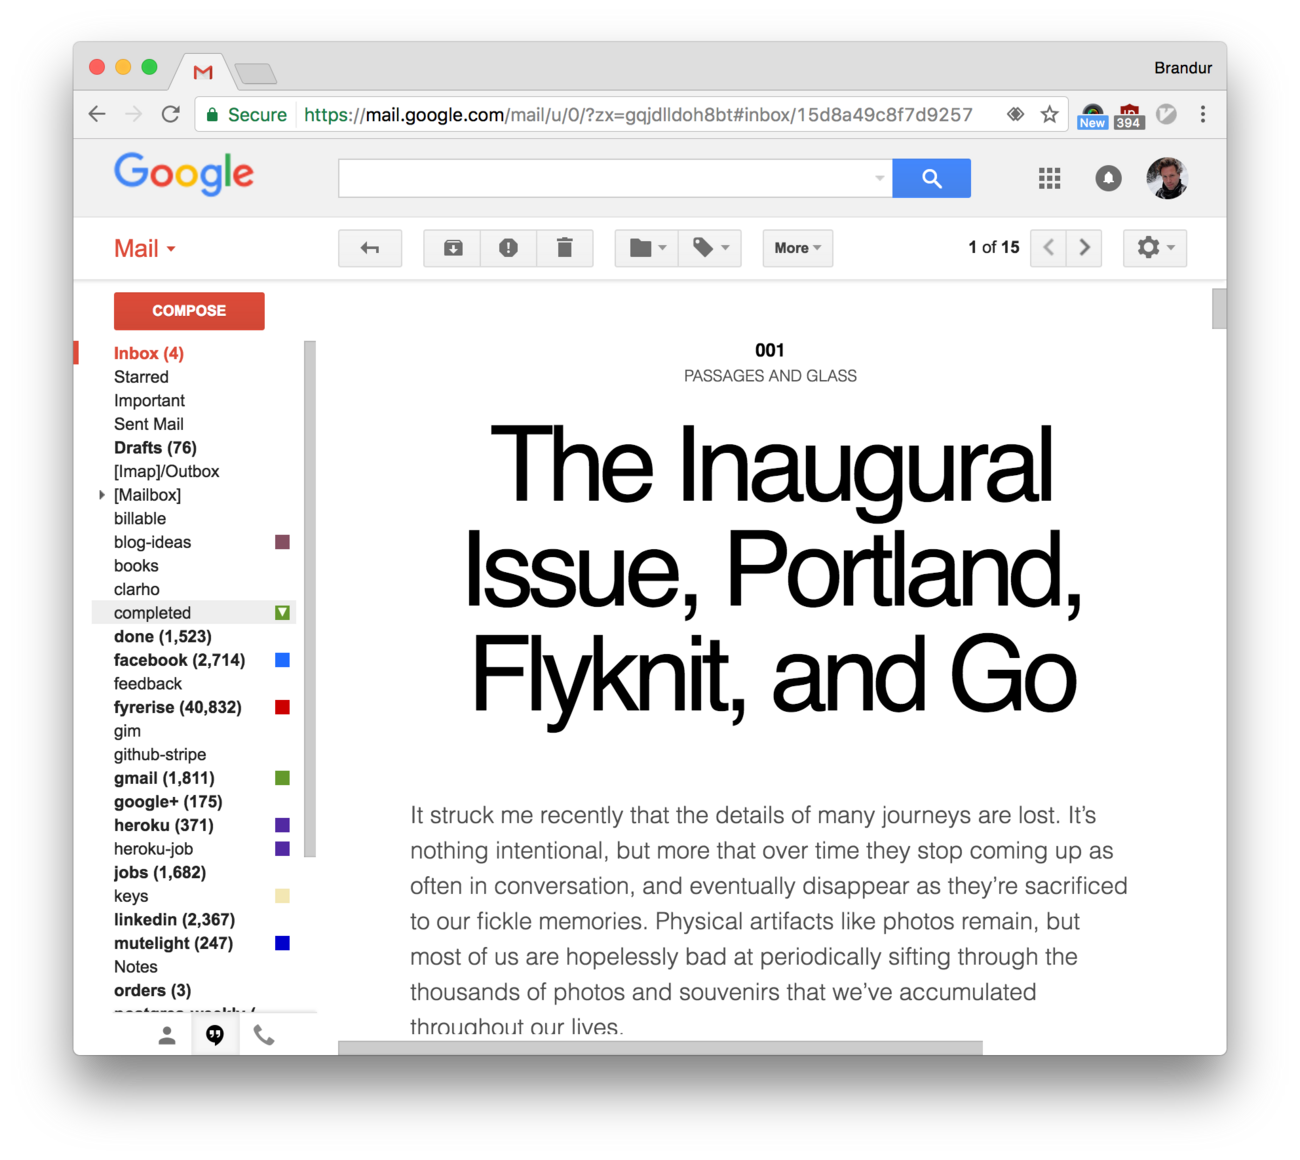 Brandur
Secure https://mail.google.com/mail/u/0/?zx=gqjdlldoh8bt#inbox/15d8a49c8f7d9257
New 394
Google
Mail
More
1 of 15
COMPOSE
Inbox (4)
Starred
Important
Sent Mail
Drafts (76)
[Imap]/Outbox
[Mailbox]
billable
blog-ideas
books
clarho
completed
done (1,523)
facebook (2,714)
feedback
fyrerise (40,832)
gim
github-stripe
gmail (1,811)
google+ (175)
heroku (371)
heroku-job
jobs (1,682)
keys
linkedin (2,367)
mutelight (247)
Notes
orders (3)
001
PASSAGES AND GLASS
The Inaugural
Issue, Portland,
Flyknit, and Go
It struck me recently that the details of many journeys are lost. It’s
nothing intentional, but more that over time they stop coming up as
often in conversation, and eventually disappear as they’re sacrificed
to our fickle memories. Physical artifacts like photos remain, but
most of us are hopelessly bad at periodically sifting through the
thousands of photos and souvenirs that we’ve accumulated
throughout our lives.